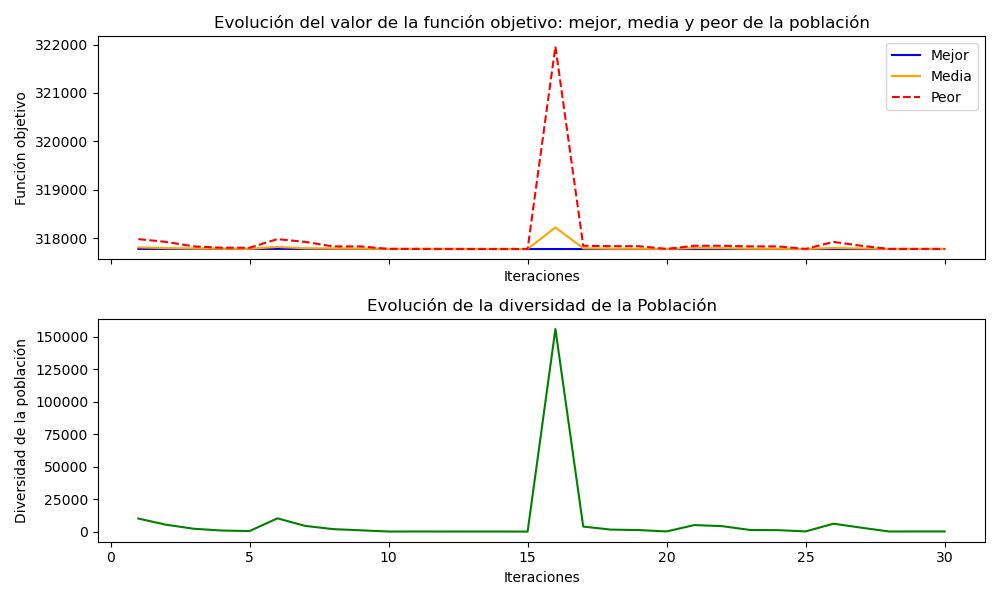 Evolución del valor de la función objetivo: mejor, media y peor de la población
322000
321000
320000
319000
318000
Función objetivo
Mejor
Media
Peor
Iteraciones
Evolución de la diversidad de la Población
150000
125000
100000
75000
50000
25000
0
Diversidad de la población
0 5 10 15 20 25 30
Iteraciones